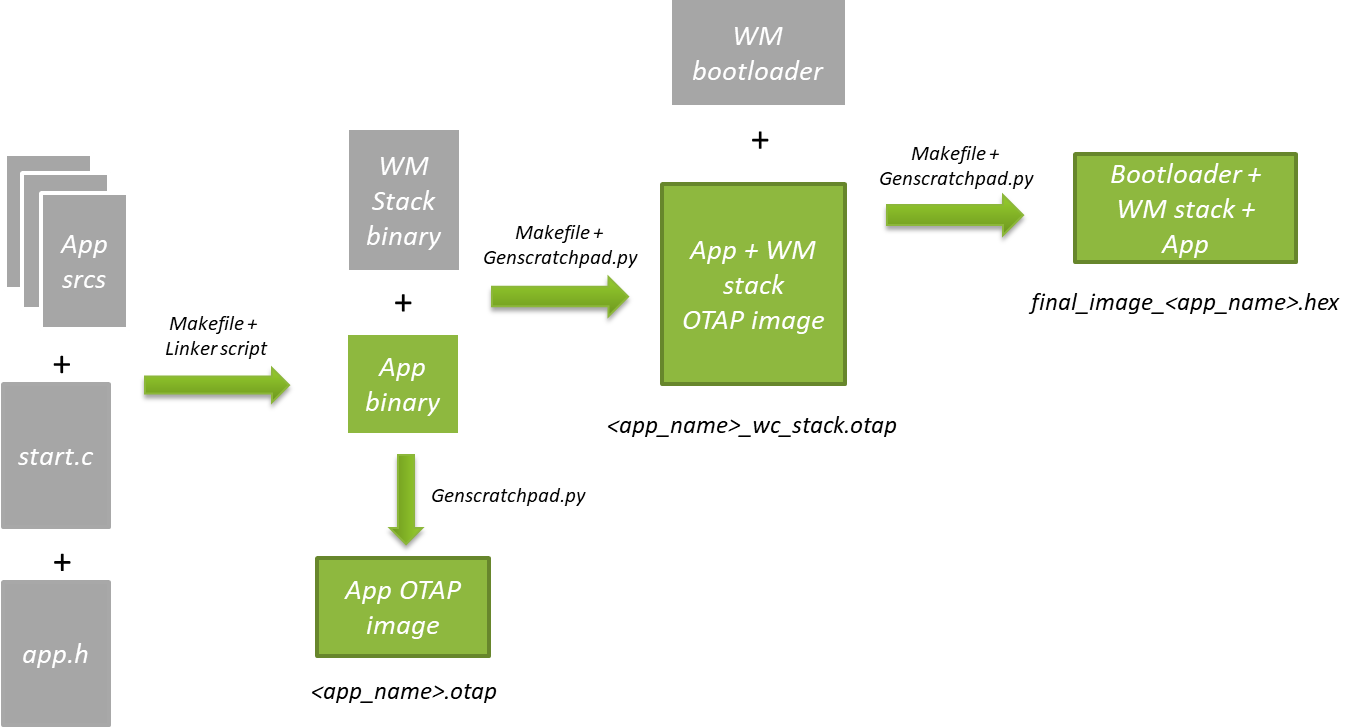 App
srcs
+
start.c
+
app.h
Makefile +
Linker script
WM
Stack
binary
+
App
binary
Genscratchpad.py
App OTAP
image
<app_name>.otap
Makefile +
Genscratchpad.py
WM
bootloader
+
App + WM
stack
OTAP image
<app_name>_wc_stack.otap
Makefile +
Genscratchpad.py
Bootloader +
WM stack +
App
final_image_<app_name>.hex